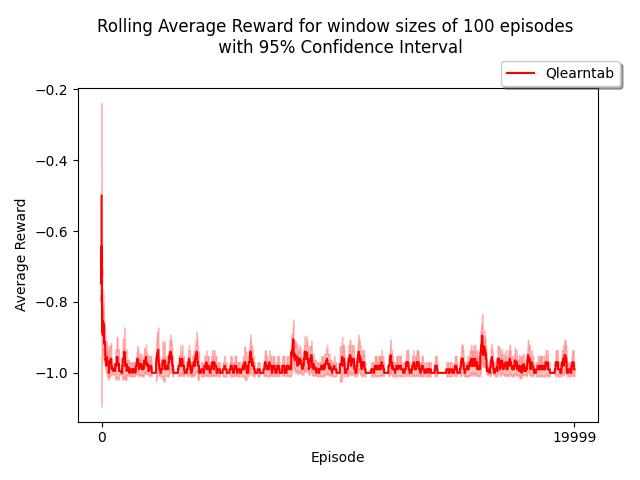 Rolling Average Reward for window sizes of 100 episodes
with 95% Confidence Interval
Qlearntab
−0.2
−0.4
−0.6
−0.8
−1.0
Average Reward
0
19999
Episode